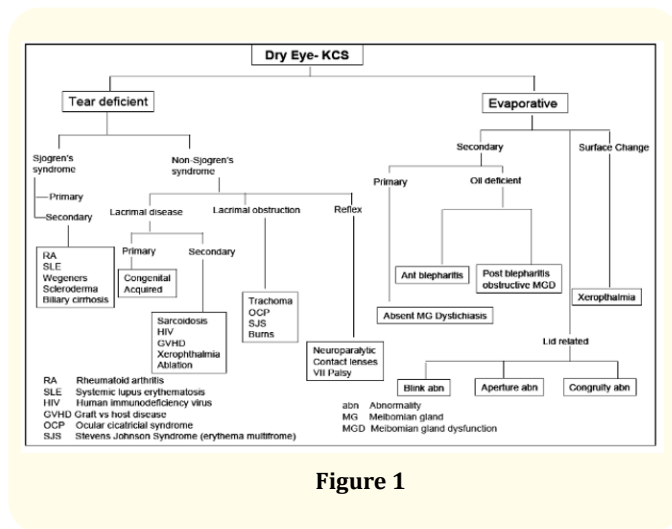 Dry Eye- KCS
Tear deficient
Evaporative
Sjogren's
syndrome
Non-Sjogren's
syndrome
Secondary
Surface Change
Primary
Secondary
Lacrimal disease
Lacrimal obstruction
Reflex
Primary
Oil deficient
RA
SLE
Wegeners
Scleroderma
Biliary cirrhosis
Primary
Secondary
Congenital
Acquired
Sarcoidosis
HIV
GVHD
Xerophthalmia
Ablation
Trachoma
OCP
SJS
Burns
Neuroparalytic
Contact lenses
VII Palsy
Ant blepharitis
Post blepharitis
obstructive MGD
Absent MG Dystichiasis
Xeropthalmia
Lid related
Blink abn
Aperture abn
Congruity abn
RA Rheumatoid arthritis
SLE Systemic lupus erythematosis
HIV Human immunodeficiency virus
GVHD Graft vs host disease
OCP Ocular cicatricial syndrome
SJS Stevens Johnson Syndrome (erythema multifrome)
abn Abnormality
MG Meibomian gland
MGD Meibomian gland dysfunction
Figure 1